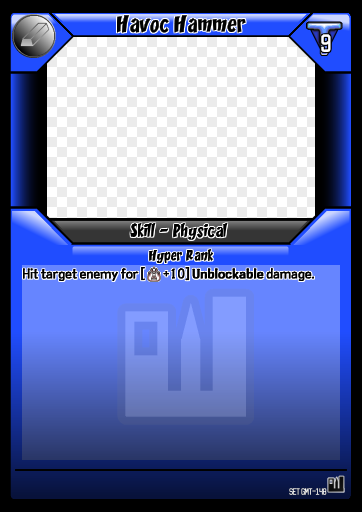 Havoc Hammer
9
Skill - Physical
Hyper Rank
Hit target enemy for [ +10] Unblockable damage.
SET GMT-148